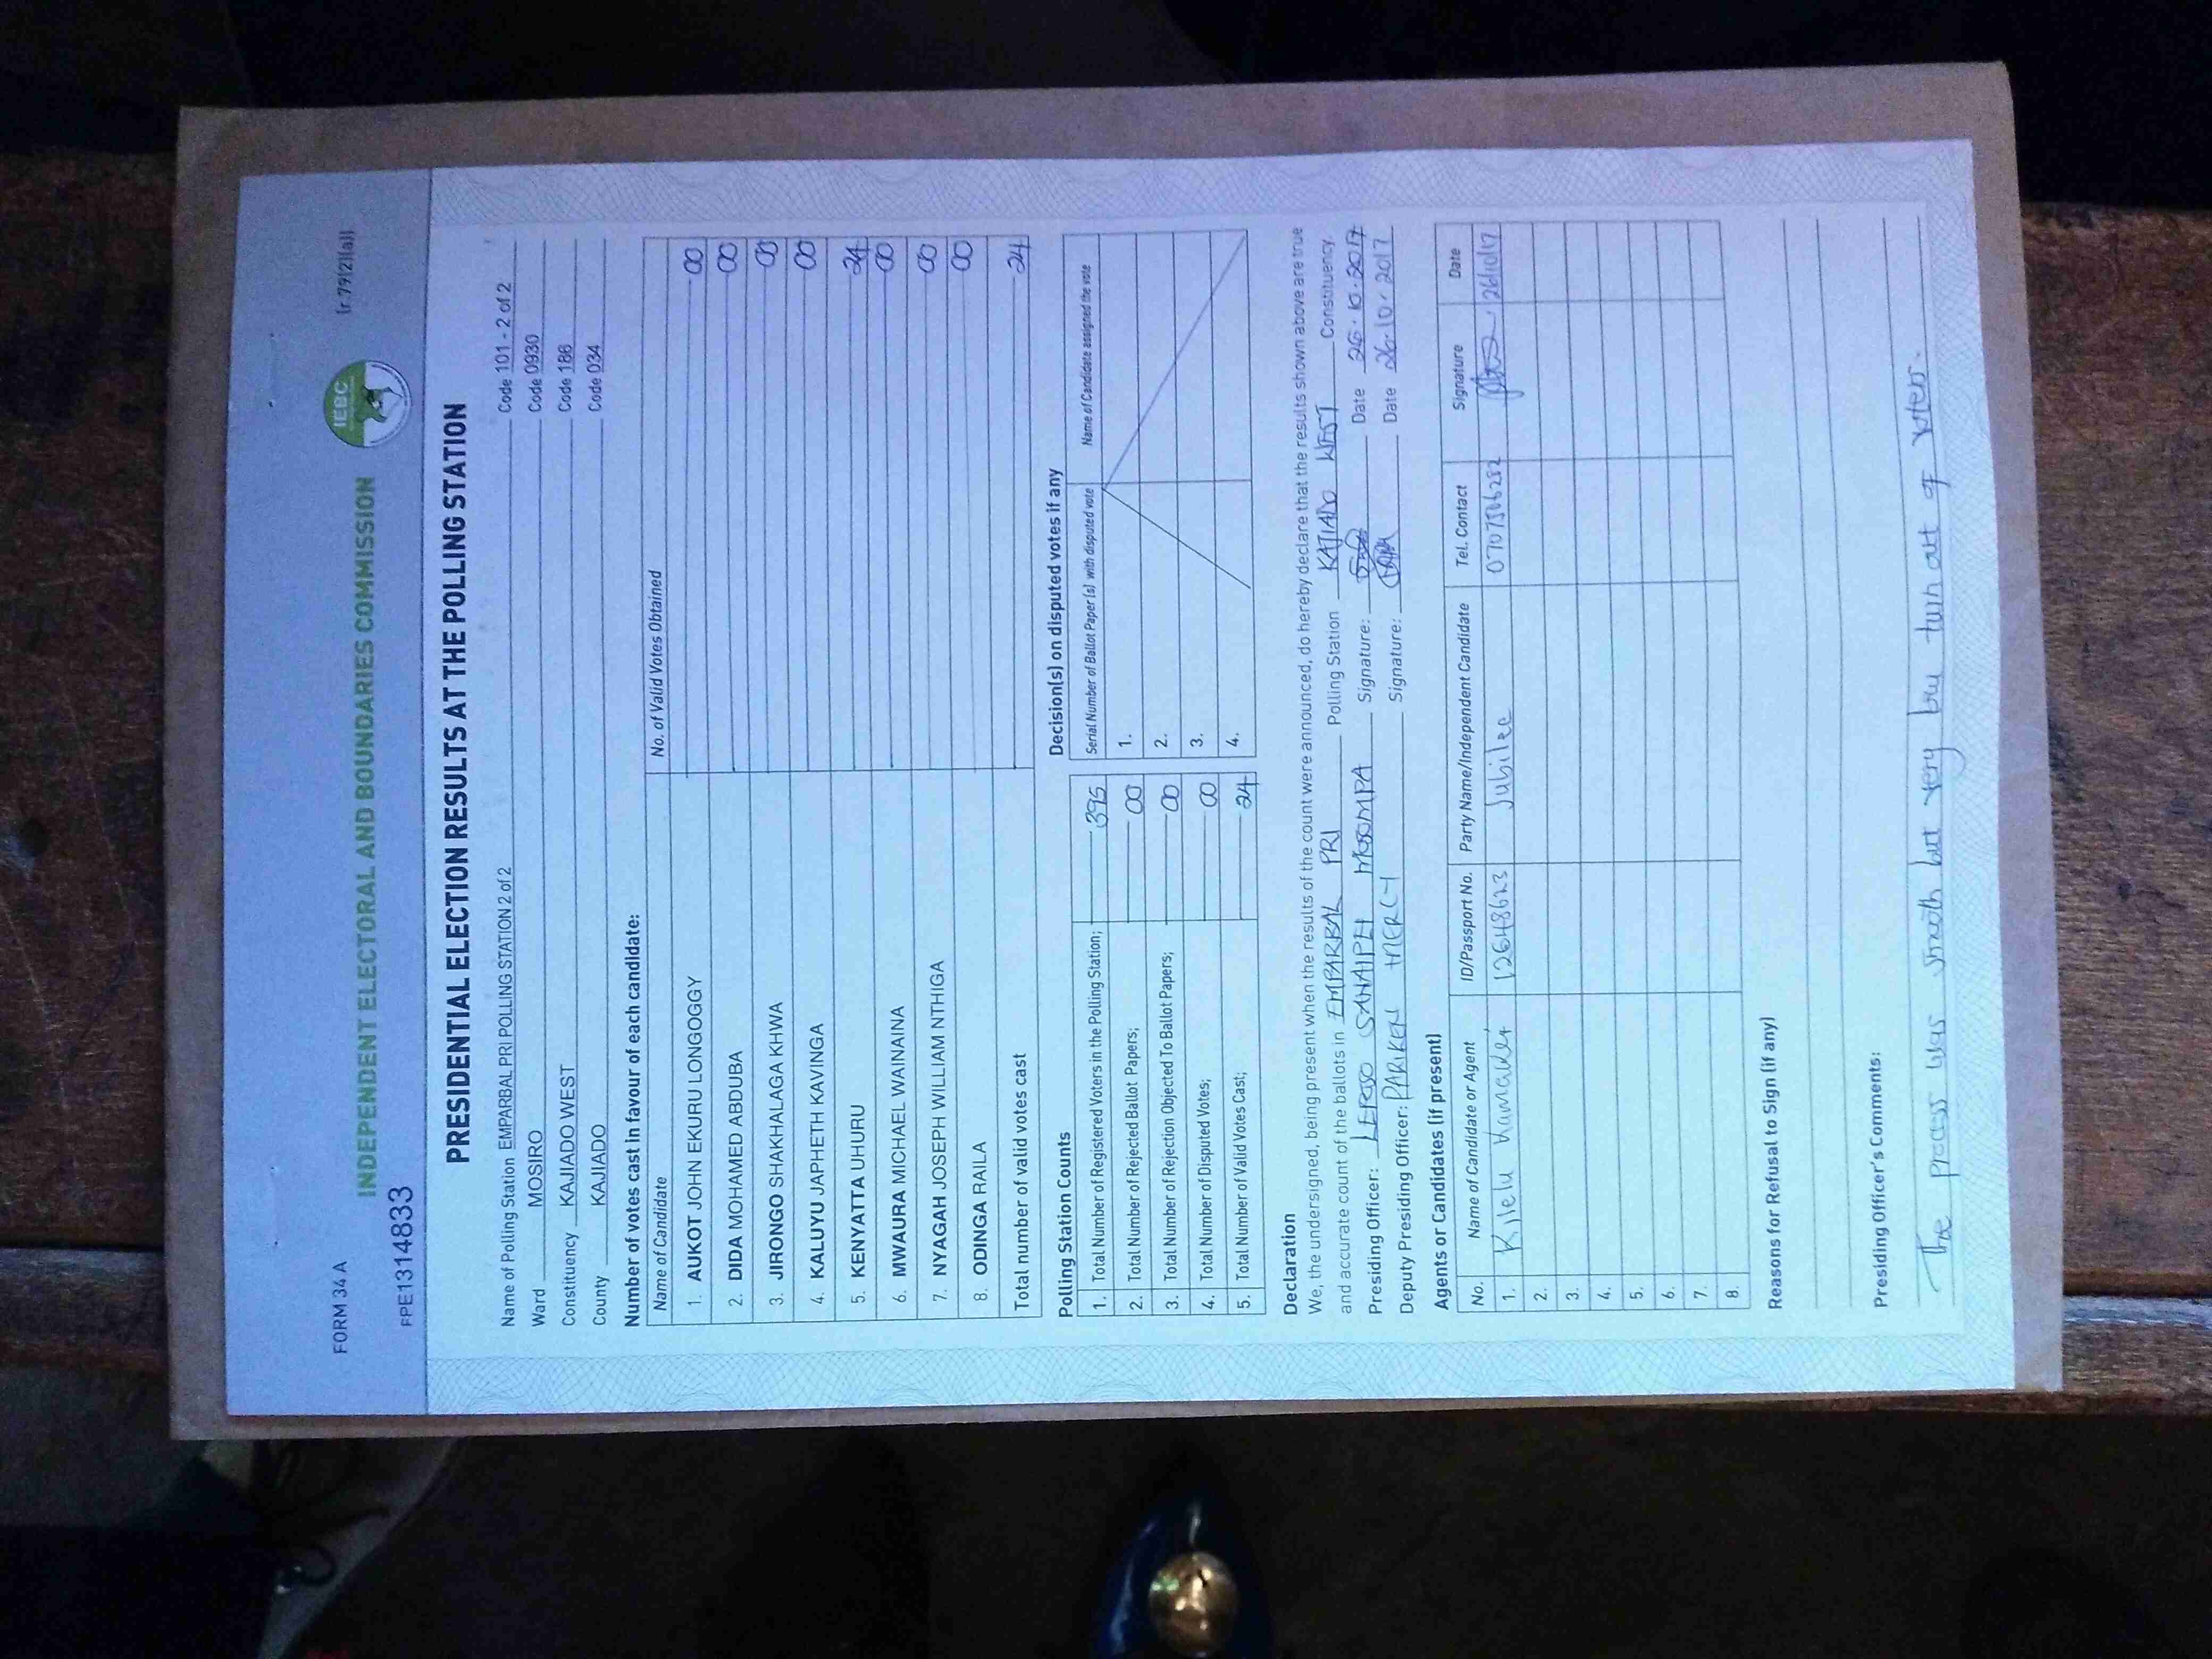 FORM 34 A
(r.79(2)(a))
INDEPENDENT ELECTORAL AND BOUNDARIES COMMISSION
IEBC
FPE1314833
PRESIDENTIAL ELECTION RESULTS AT THE POLLING STATION
Name of Polling Station EMPARBAL PRI POLLING STATION 2 of 2 Code 101 - 2 of 2
Ward MOSIRO Code 0930
Constituency KAJIADO WEST Code 186
County KAJIADO Code 034
Number of votes cast in favour of each candidate:
Name of Candidate No. of Valid Votes Obtained
1. AUKOT JOHN EKURU LONGOGGY 00
2. DIDA MOHAMED ABDUBA 00
3. JIRONGO SHAKHALAGA KHWA 00
4. KALUYU JAPHETH KAVINGA 00
5. KENYATTA UHURU 24
6. MWAURA MICHAEL WAINAINA 00
7. NYAGAH JOSEPH WILLIAM NTHIGA 00
8. ODINGA RAILA 00
Total number of valid votes cast 24
Polling Station Counts
1. Total Number of Registered Voters in the Polling Station; 395
2. Total Number of Rejected Ballot Papers; 00
3. Total Number of Rejection Objected To Ballot Papers; 00
4. Total Number of Disputed Votes; 00
5. Total Number of Valid Votes Cast; 24
Decision(s) on disputed votes if any
Serial Number of Ballot Paper (s) with disputed vote Name of Candidate assigned the vote
1.
2.
3.
4.
Declaration
We, the undersigned, being present when the results of the count were announced, do hereby declare that the results shown above are true
and accurate count of the ballots in EMPARBAL PRI Polling Station KAJIADO WEST Constituency.
Presiding Officer: SANAIPEI Signature: Date 26.10.2017
Deputy Presiding Officer: PARIKEN MERCY Signature: Date 26.10.2017
Agents or Candidates (if present)
No. Name of Candidate or Agent ID/Passport No. Party Name/Independent Candidate Tel. Contact Signature Date
1. Kilelu 12648623 Jubilee 26/10/17
2.
3.
4.
5.
6.
7.
8.
Reasons for Refusal to Sign (if any)
Presiding Officer's Comments:
The process was smooth but very low turn out of voters.